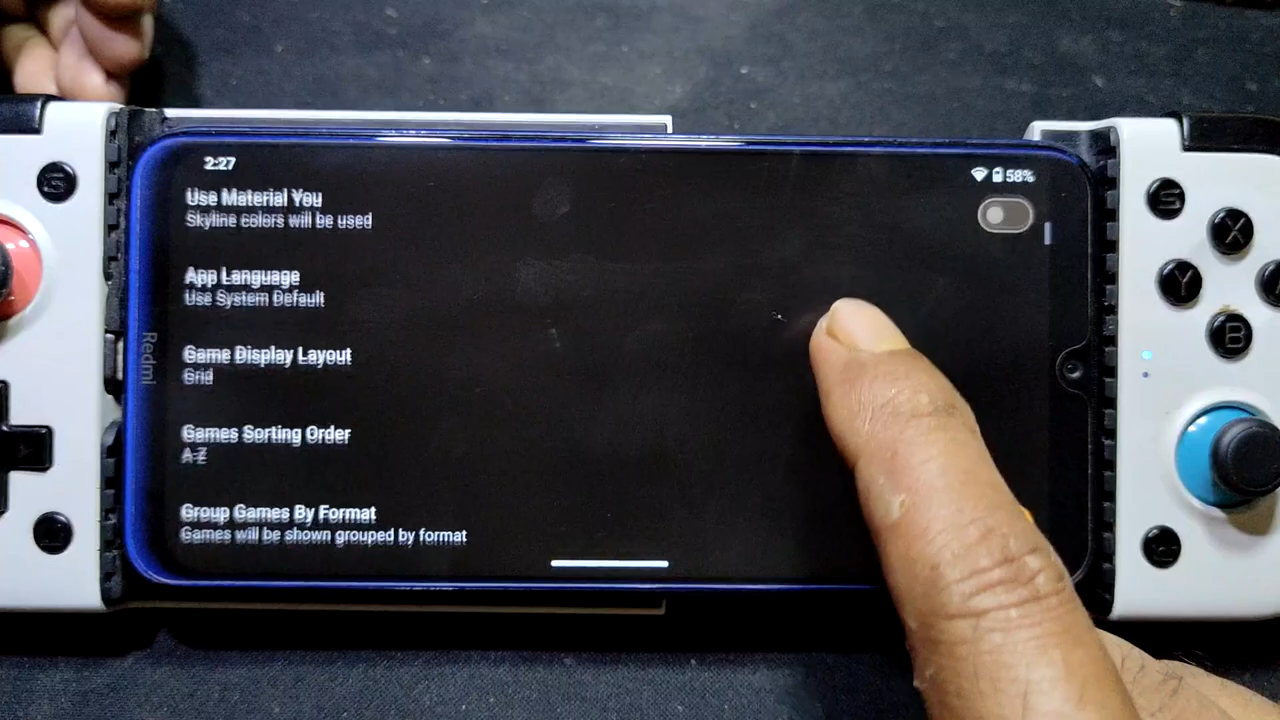 2:27
58%
Use Material You
Skyline colors will be used
App Language
Use System Default
Game Display Layout
Grid
Games Sorting Order
A-Z
Group Games By Format
Games will be shown grouped by format
Redmi
S
X
Y
B